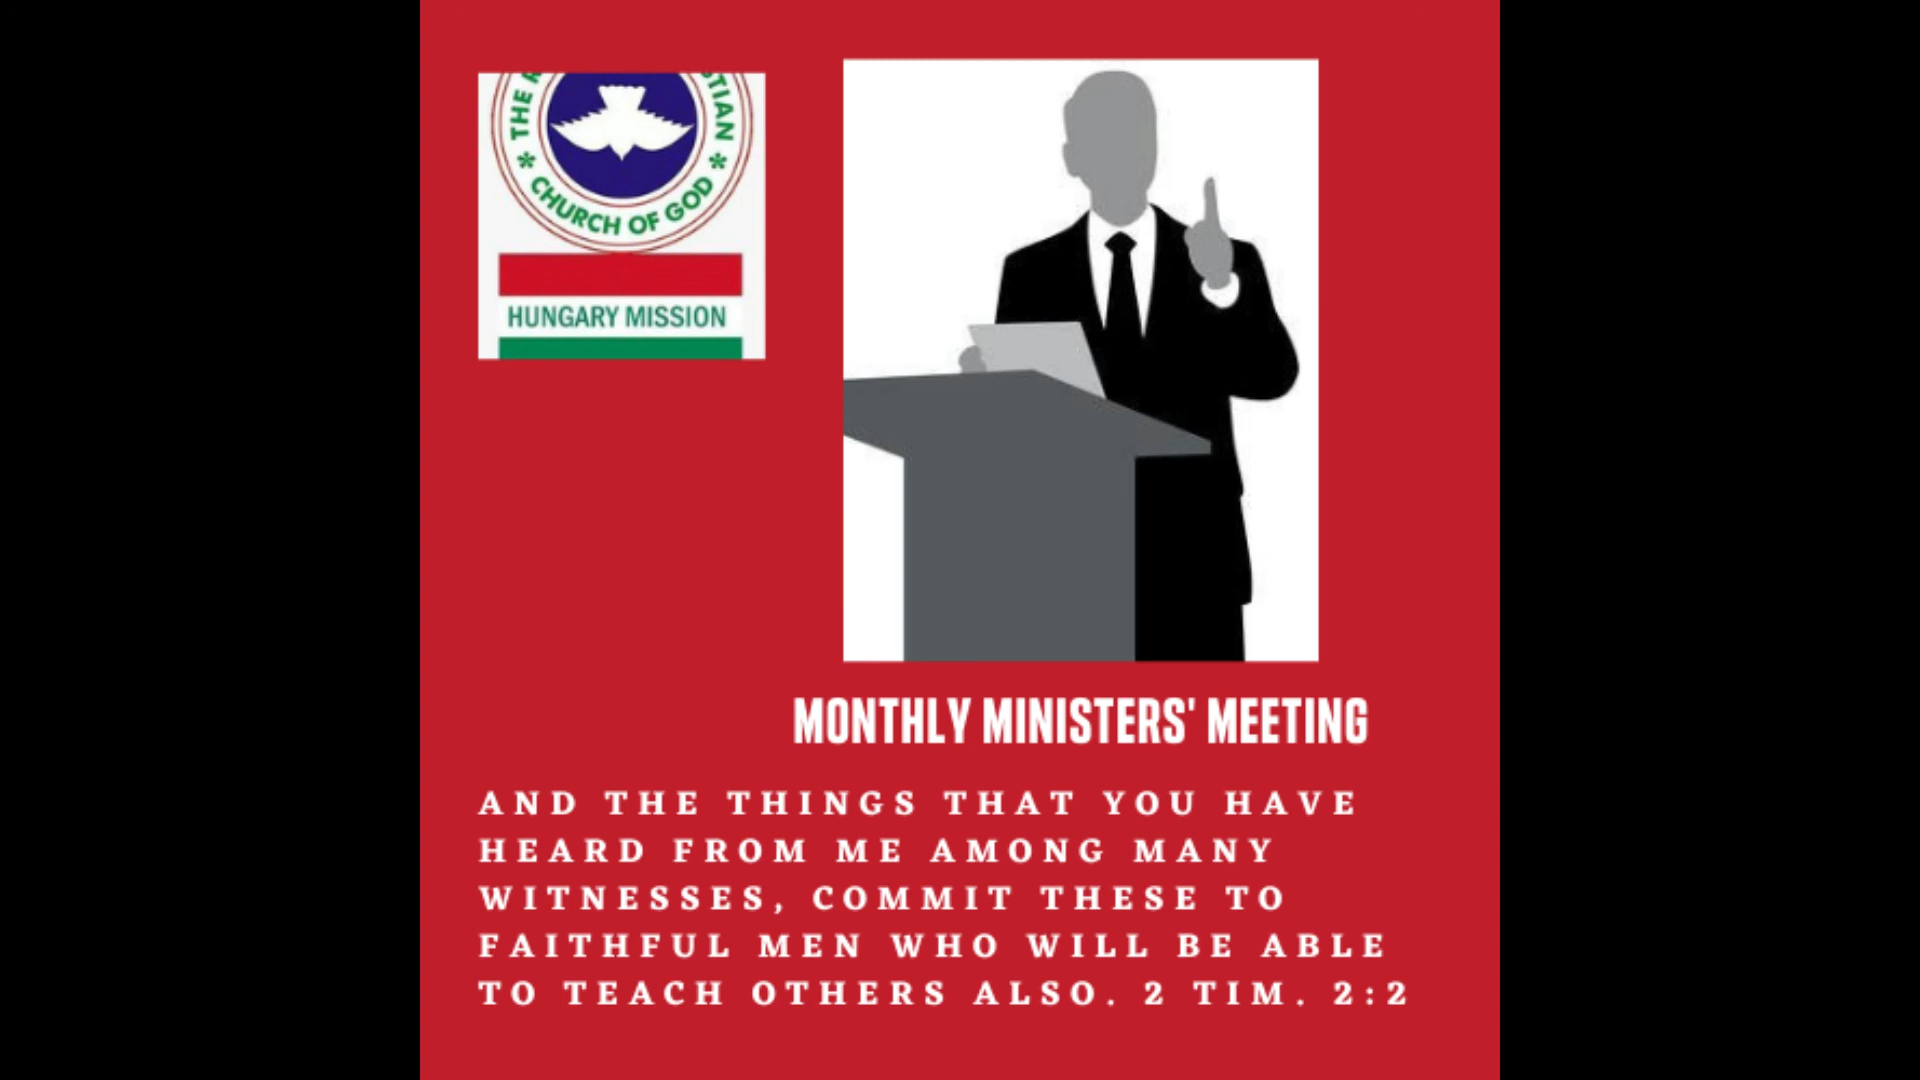 THE
STIAN
* CHURCH OF GOD *
HUNGARY MISSION
MONTHLY MINISTERS' MEETING
AND THE THINGS THAT YOU HAVE
HEARD FROM ME AMONG MANY
WITNESSES, COMMIT THESE TO
FAITHFUL MEN WHO WILL BE ABLE
TO TEACH OTHERS ALSO. 2 TIM. 2:2